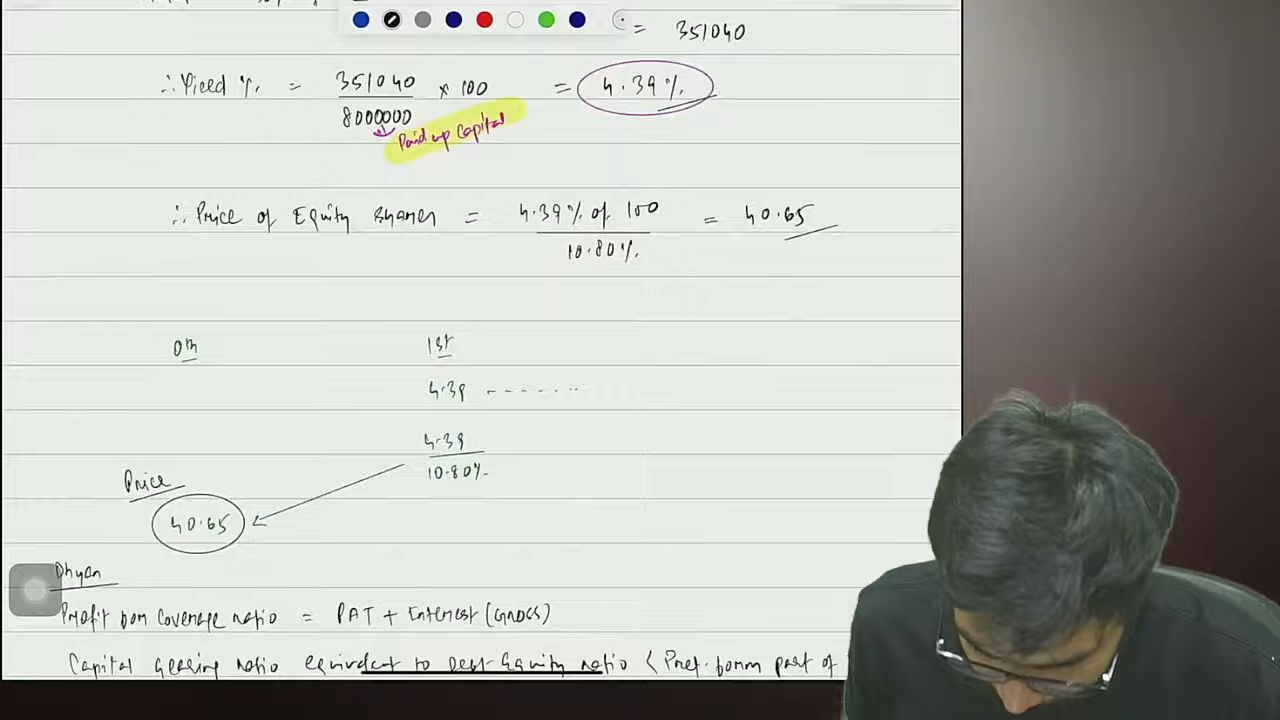 = 351040
∴ Yield % = 351040 / 8000000 × 100 = 4.39%
Paid up Capital
∴ Price of Equity Shares = 4.39% of 100 / 10.80% = 40.65
0th 1st
4.39 - - - - - - -
4.39
10.80%
Price
40.65
Dhyan
Profit for Coverage ratio = PAT + Interest (Gross)
Capital gearing ratio equivalent to Debt Equity ratio (Pref. form part of